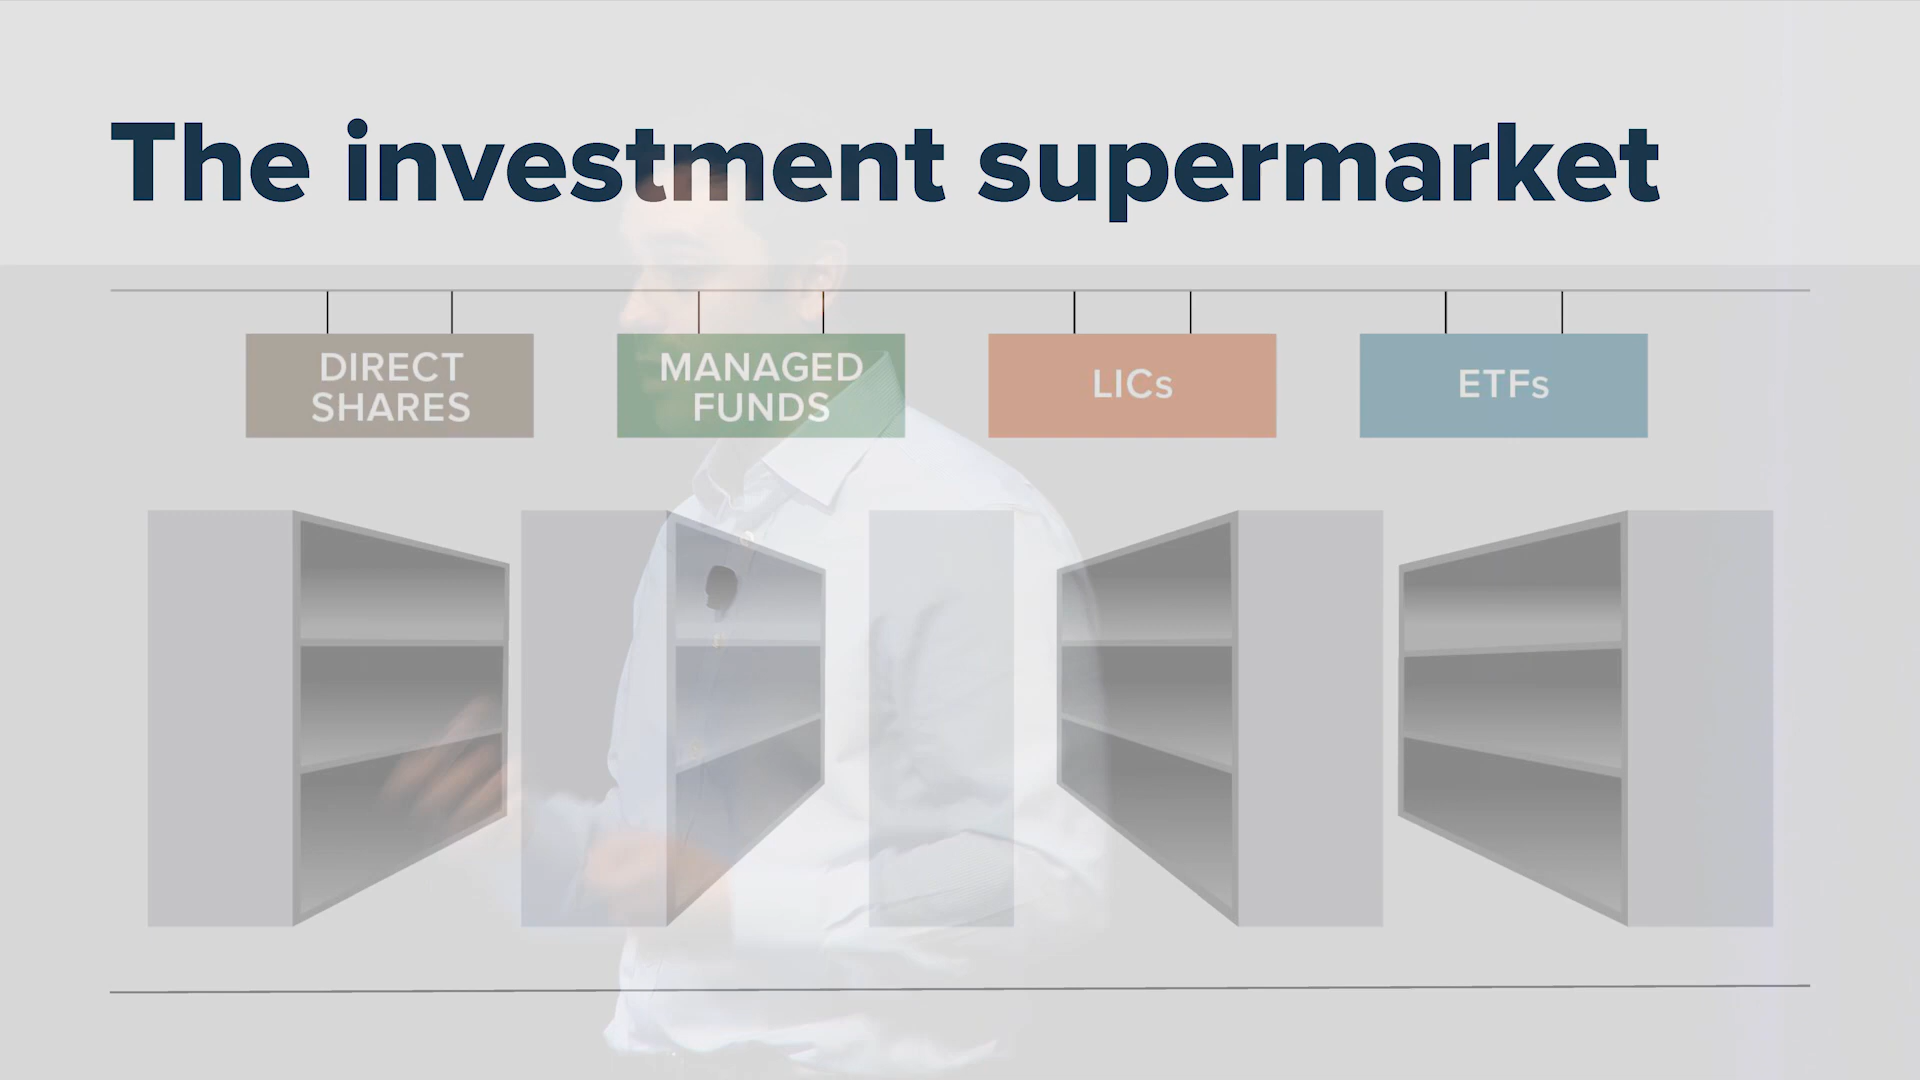 The investment supermarket
DIRECT
SHARES
MANAGED
FUNDS
LICs
ETFs